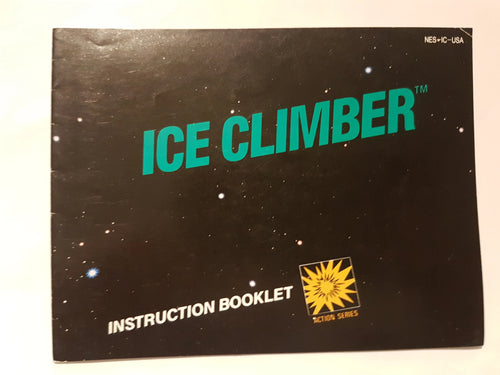 NES-IC-USA
ICE CLIMBER™
INSTRUCTION BOOKLET
ACTION SERIES